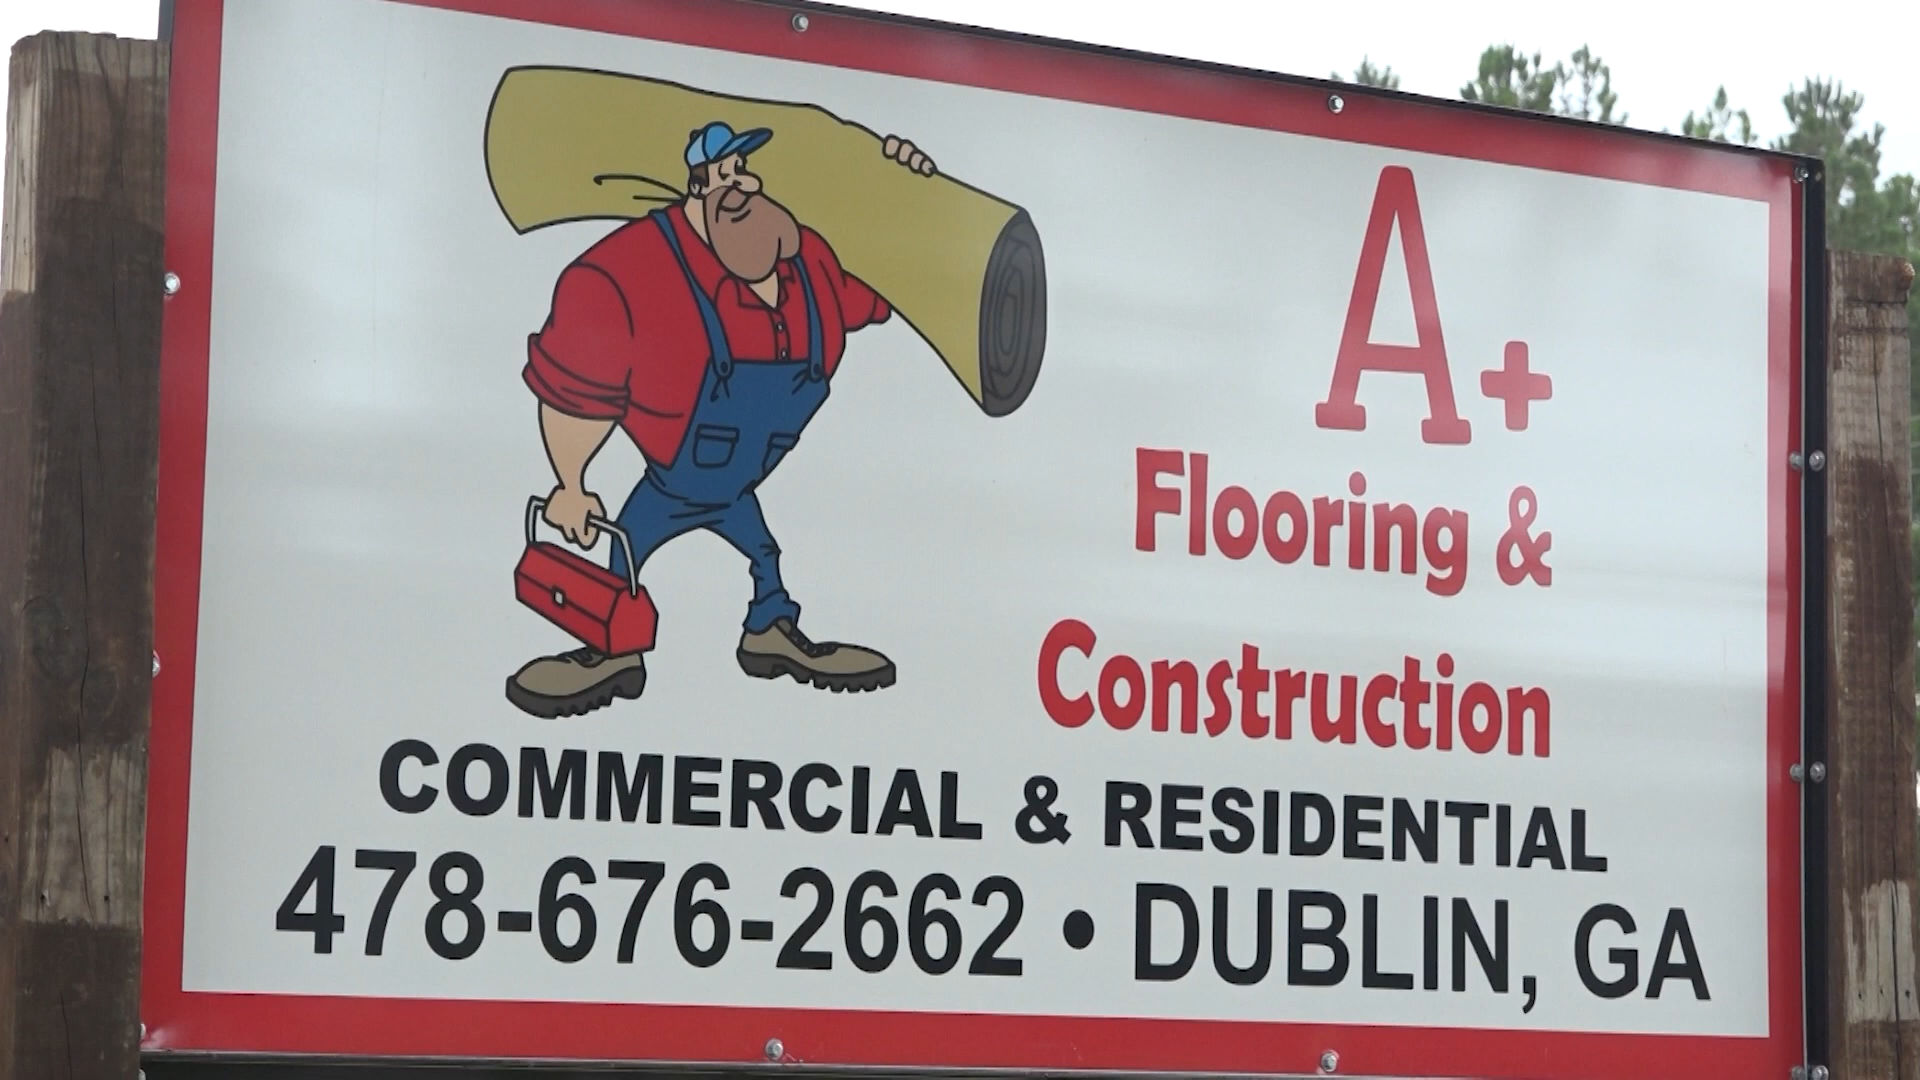 A+
Flooring &
Construction
COMMERCIAL & RESIDENTIAL
478-676-2662 • DUBLIN, GA